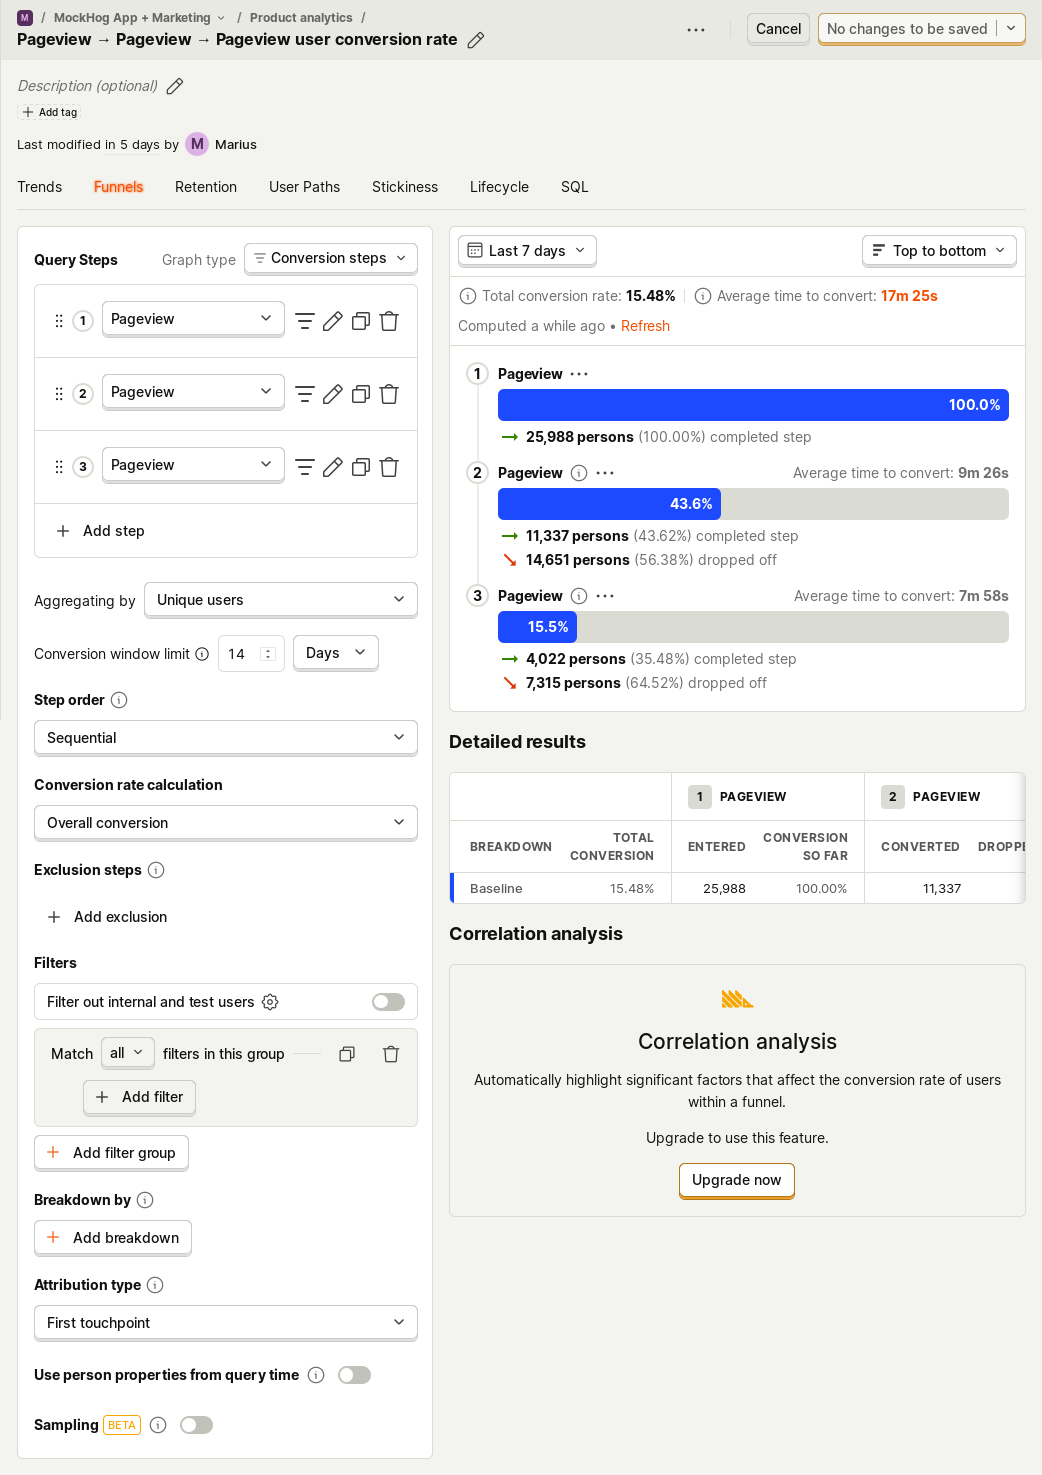 M / MockHog App + Marketing / Product analytics /
Pageview → Pageview → Pageview user conversion rate
Cancel
No changes to be saved
Description (optional)
Add tag
Last modified in 5 days by M Marius
Trends Funnels Retention User Paths Stickiness Lifecycle SQL
Query Steps Graph type Conversion steps
1 Pageview
2 Pageview
3 Pageview
Add step
Aggregating by Unique users
Conversion window limit 14 Days
Step order
Sequential
Conversion rate calculation
Overall conversion
Exclusion steps
Add exclusion
Filters
Filter out internal and test users
Match all filters in this group
Add filter
Add filter group
Breakdown by
Add breakdown
Attribution type
First touchpoint
Use person properties from query time
Sampling BETA
Last 7 days Top to bottom
Total conversion rate: 15.48% Average time to convert: 17m 25s
Computed a while ago • Refresh
1 Pageview
100.0%
25,988 persons (100.00%) completed step
2 Pageview Average time to convert: 9m 26s
43.6%
11,337 persons (43.62%) completed step
14,651 persons (56.38%) dropped off
3 Pageview Average time to convert: 7m 58s
15.5%
4,022 persons (35.48%) completed step
7,315 persons (64.52%) dropped off
Detailed results
1 PAGEVIEW 2 PAGEVIEW
BREAKDOWN TOTAL CONVERSION ENTERED CONVERSION SO FAR CONVERTED DROPPE
Baseline 15.48% 25,988 100.00% 11,337
Correlation analysis
Correlation analysis
Automatically highlight significant factors that affect the conversion rate of users
within a funnel.
Upgrade to use this feature.
Upgrade now